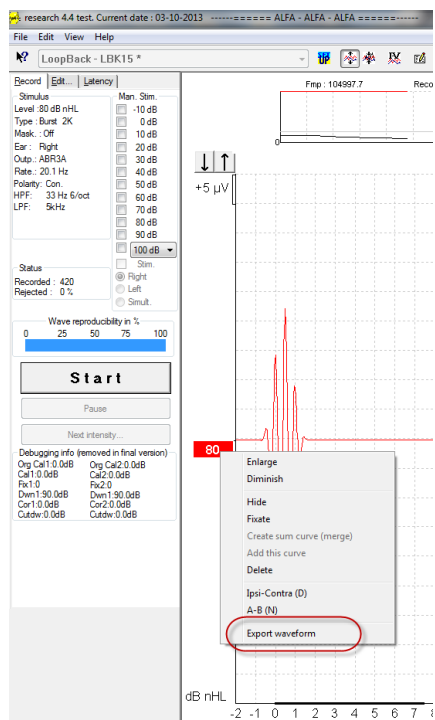 research 4.4 test. Current date : 03-10-2013 ------====== ALFA - ALFA - ALFA ======------
File Edit View Help
LoopBack - LBK15 *
UP
Record Edit... Latency
Stimulus
Level :80 dB nHL
Type : Burst 2K
Mask. : Off
Ear : Right
Outp.: ABR3A
Rate.: 20.1 Hz
Polarity: Con.
HPF: 33 Hz 6/oct
LPF: 5kHz
Man. Stim.
-10 dB
0 dB
10 dB
20 dB
30 dB
40 dB
50 dB
60 dB
70 dB
80 dB
90 dB
100 dB
Stim.
Right
Left
Simult.
Status
Recorded : 420
Rejected : 0 %
Wave reproducibility in %
0 25 50 75 100
Start
Pause
Next intensity...
Debugging info (removed in final version)
Org Cal1:0.0dB Org Cal2:0.0dB
Cal1:0.0dB Cal2:0.0dB
Fix1:0 Fix2:0
Dwn1:90.0dB Dwn1:90.0dB
Cor1:0.0dB Cor2:0.0dB
Cutdw:0.0dB Cutdw:0.0dB
Fmp : 104997.7 Reco
0
+5 µV
80
Enlarge
Diminish
Hide
Fixate
Create sum curve (merge)
Add this curve
Delete
Ipsi-Contra (D)
A-B (N)
Export waveform
dB nHL
-2 -1 0 1 2 3 4 5 6 7 8